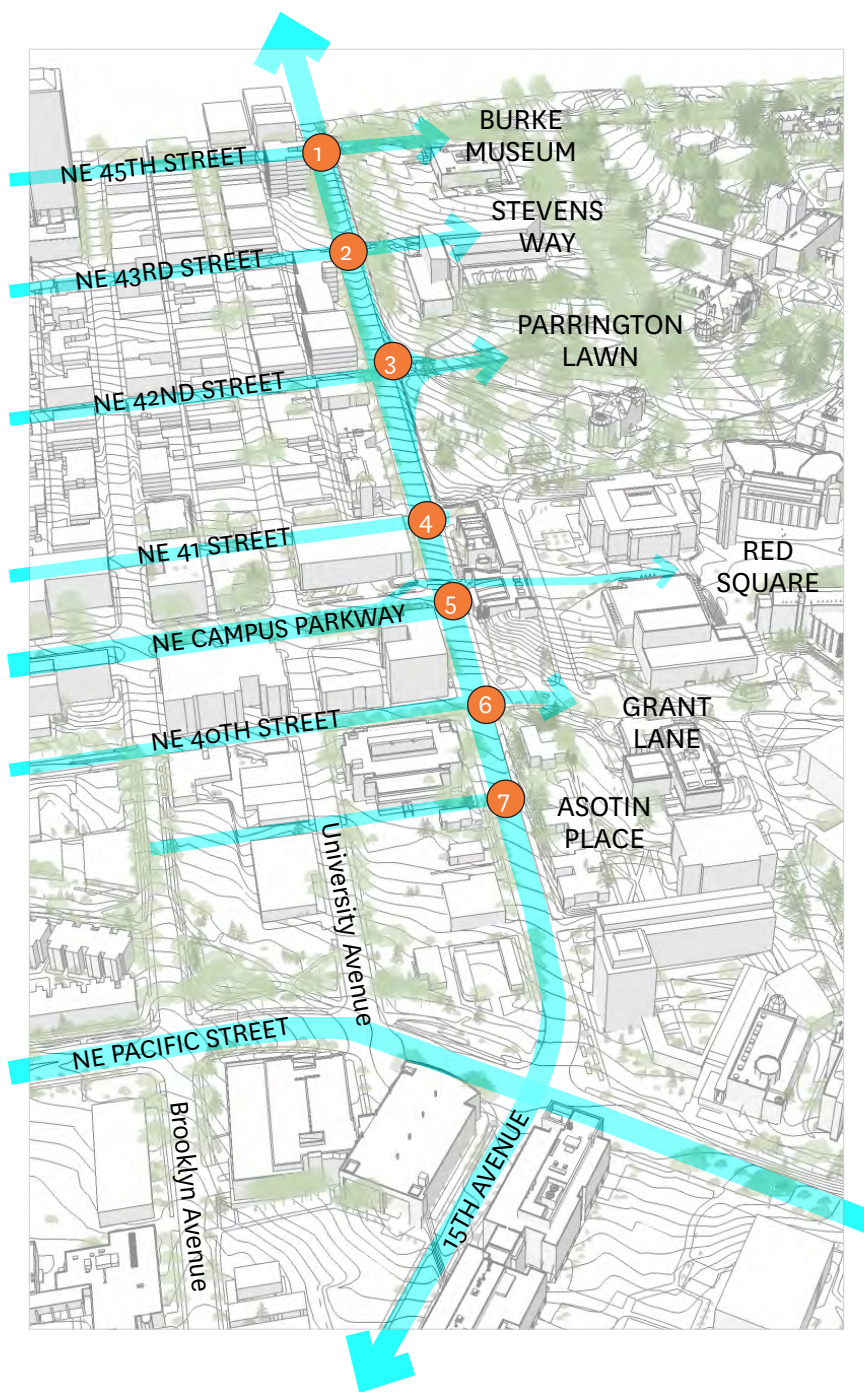 BURKE
MUSEUM
1
NE 45TH STREET
STEVENS
WAY
2
NE 43RD STREET
PARRINGTON
LAWN
3
NE 42ND STREET
4
NE 41 STREET
RED
SQUARE
5
NE CAMPUS PARKWAY
6
GRANT
LANE
NE 40TH STREET
7
ASOTIN
PLACE
University Avenue
NE PACIFIC STREET
Brooklyn Avenue
15TH AVENUE